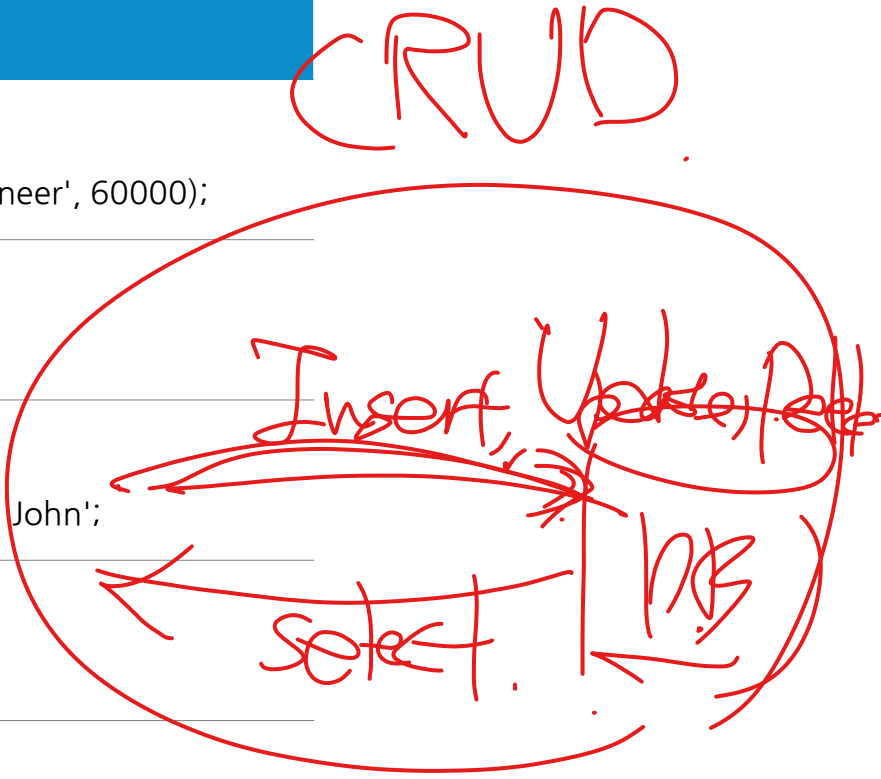 CRUD
neer', 60000);
Insert, Update, Del
John';
DB
select.